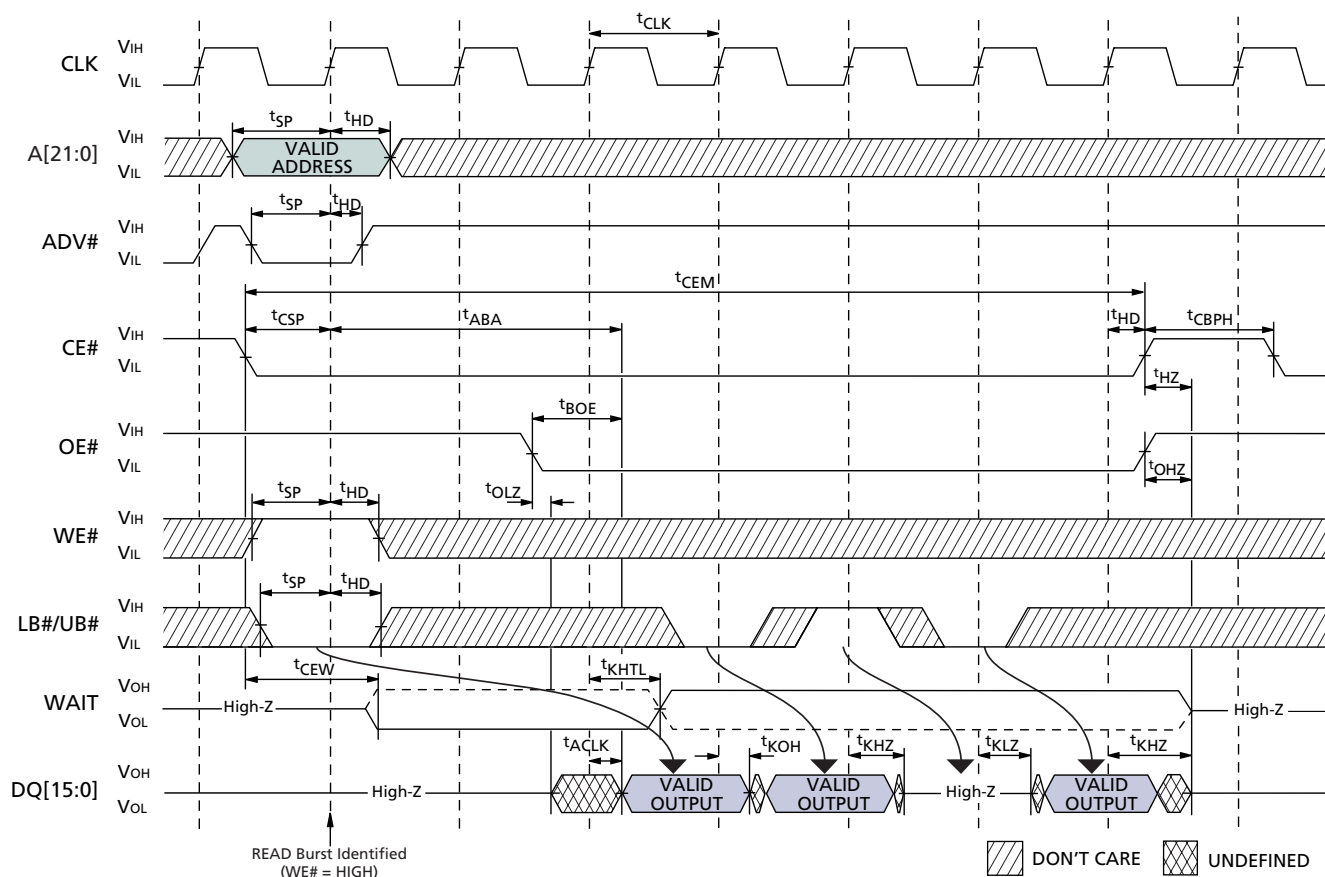 tCLK
CLK
VIH
VIL
tSP
tHD
A[21:0]
VIH
VIL
VALID
ADDRESS
tSP
tHD
ADV#
VIH
VIL
tCEM
tCSP
tABA
tHD
tCBPH
CE#
VIH
VIL
tHZ
tBOE
OE#
VIH
VIL
tOHZ
tOLZ
tSP
tHD
WE#
VIH
VIL
tSP
tHD
LB#/UB#
VIH
VIL
tCEW
tKHTL
WAIT
VOH
VOL
High-Z
High-Z
tACLK
tKOH
tKHZ
tKLZ
tKHZ
DQ[15:0]
VOH
VOL
High-Z
VALID
OUTPUT
VALID
OUTPUT
High-Z
VALID
OUTPUT
READ Burst Identified
(WE# = HIGH)
DON'T CARE
UNDEFINED